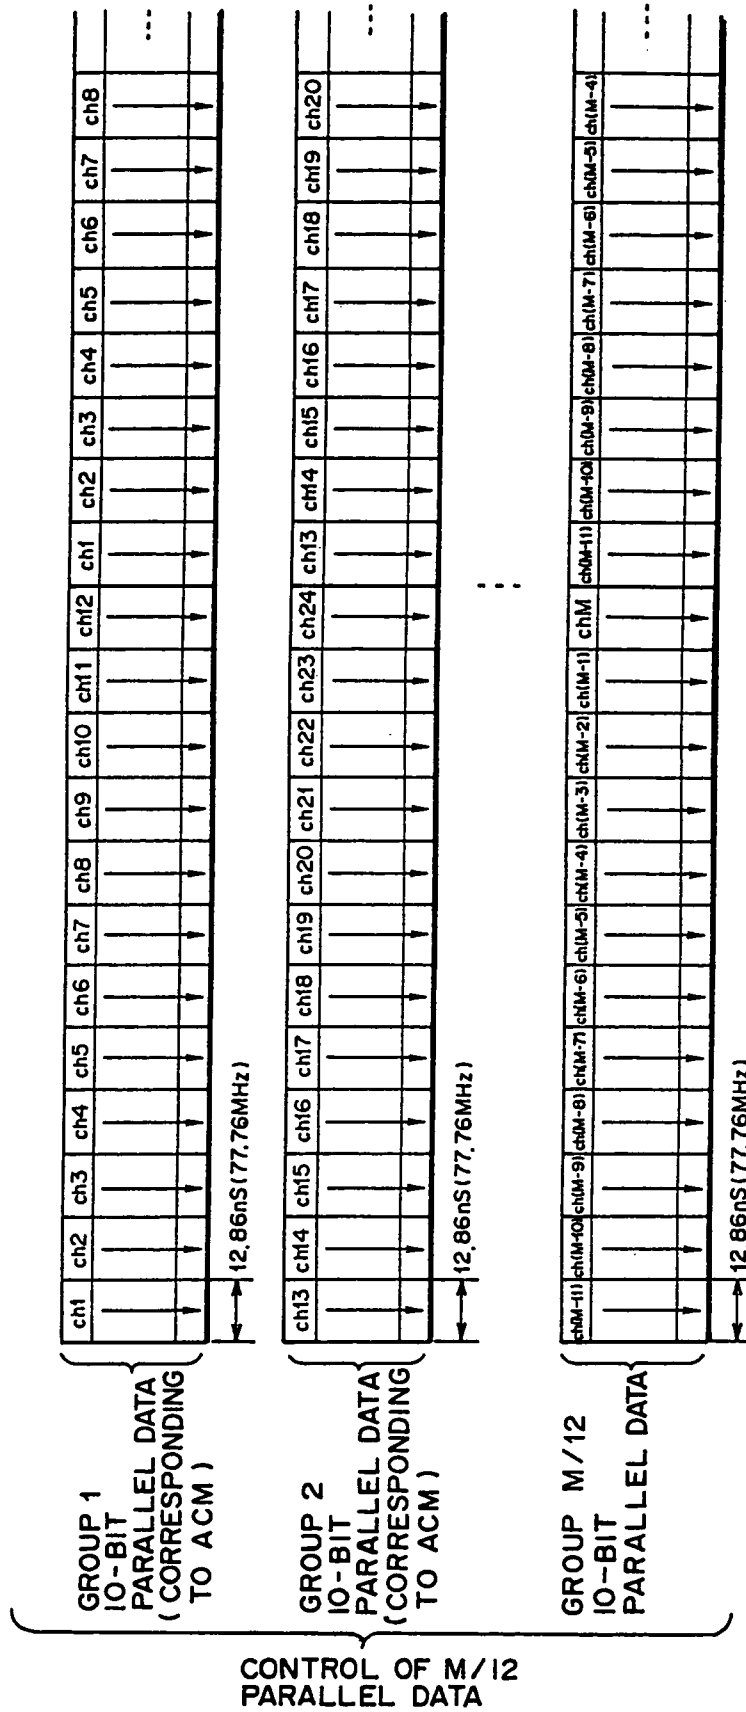 CONTROL OF M/12
PARALLEL DATA
GROUP 1
10-BIT
PARALLEL DATA
(CORRESPONDING
TO ACM)
ch1 ch2 ch3 ch4 ch5 ch6 ch7 ch8 ch9 ch10 ch11 ch12 ch1 ch2 ch3 ch4 ch5 ch6 ch7 ch8 ---
12.86nS(77.76MHz)
GROUP 2
10-BIT
PARALLEL DATA
(CORRESPONDING
TO ACM)
ch13 ch14 ch15 ch16 ch17 ch18 ch19 ch20 ch21 ch22 ch23 ch24 ch13 ch14 ch15 ch16 ch17 ch18 ch19 ch20 ---
12.86nS(77.76MHz)
---
GROUP M/12
10-BIT
PARALLEL DATA
ch(M-11) ch(M-10) ch(M-9) ch(M-8) ch(M-7) ch(M-6) ch(M-5) ch(M-4) ch(M-3) ch(M-2) ch(M-1) chM ch(M-11) ch(M-10) ch(M-9) ch(M-8) ch(M-7) ch(M-6) ch(M-5) ch(M-4) ---
12.86nS(77.76MHz)